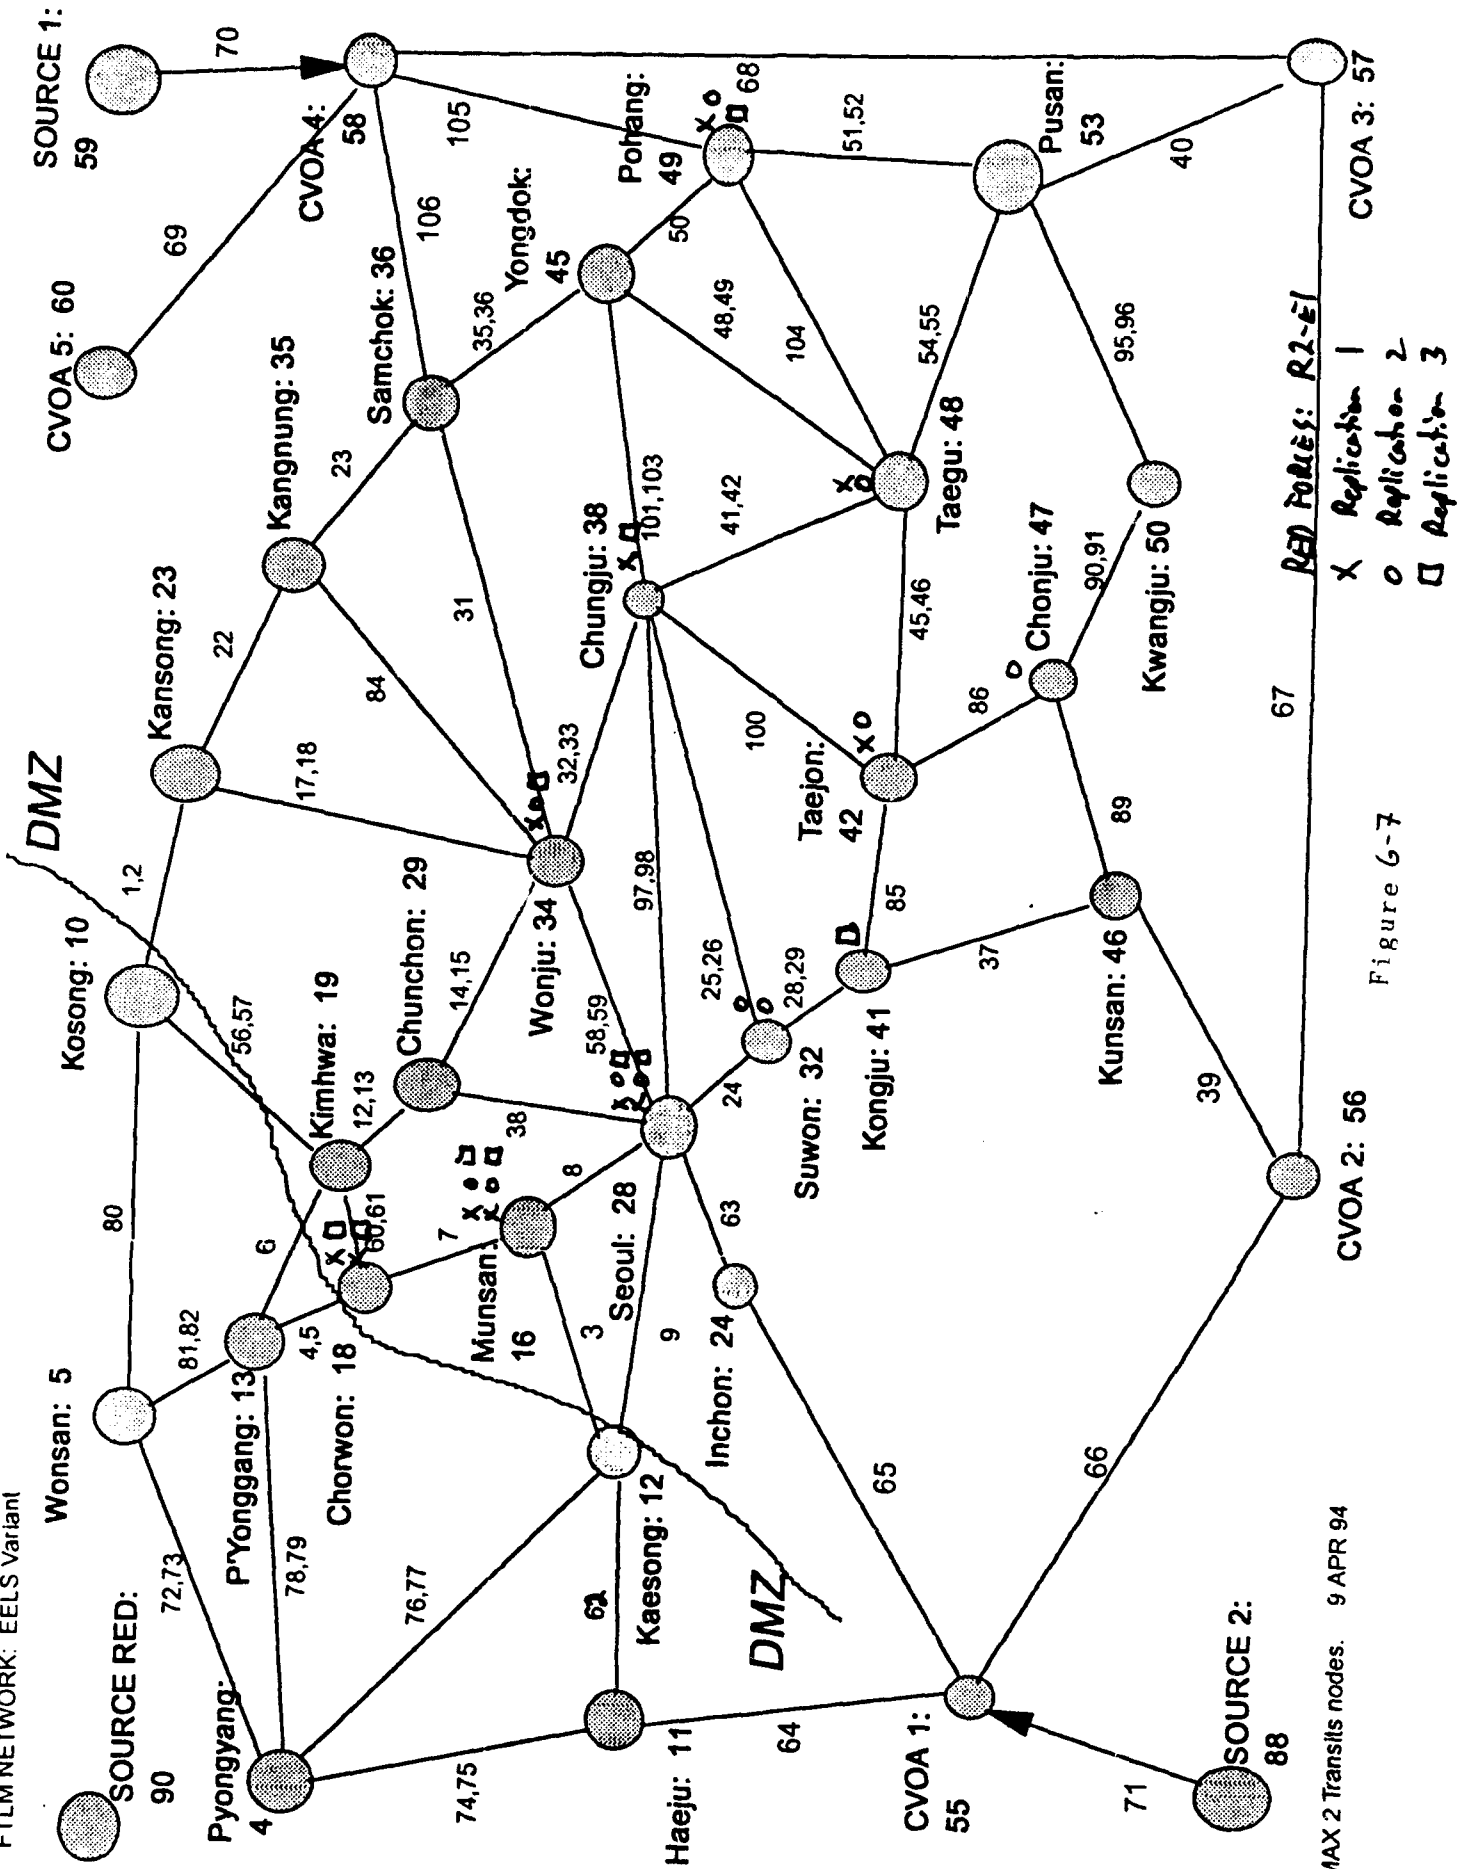 FTLM NETWORK: EELS Variant
SOURCE RED:
90
Wonsan: 5
Kosong: 10
DMZ
Kansong: 23
Kangnung: 35
CVOA 5: 60
SOURCE 1:
59
70
69
CVOA 4:
58
72,73
80
1,2
22
23
Pyongyang:
4
78,79
P'Yonggang: 13
81,82
6
56,57
Kimhwa: 19
17,18
84
Samchok: 36
106
105
Chorwon: 18
4,5
60,61
12,13
Chunchon: 29
14,15
31
35,36
Yongdok:
45
76,77
Munsan:
16
7
38
Wonju: 34
32,33
Chungju: 38
101,103
50
Pohang:
49
68
74,75
62
Kaesong: 12
3
8
Seoul: 28
58,59
97,98
41,42
48,49
104
51,52
Haeju: 11
DMZ
9
63
Inchon: 24
24
25,26
28,29
Suwon: 32
100
Taejon:
42
45,46
Taegu: 48
54,55
Pusan:
53
64
65
Kongju: 41
85
86
Chonju: 47
90,91
95,96
40
CVOA 1:
55
37
89
Kunsan: 46
Kwangju: 50
71
66
39
67
SOURCE 2:
88
CVOA 2: 56
CVOA 3: 57
RED FORCES: R2-E1
X Replication 1
O Replication 2
□ Replication 3
MAX 2 Transits nodes. 9 APR 94
Figure 6-7